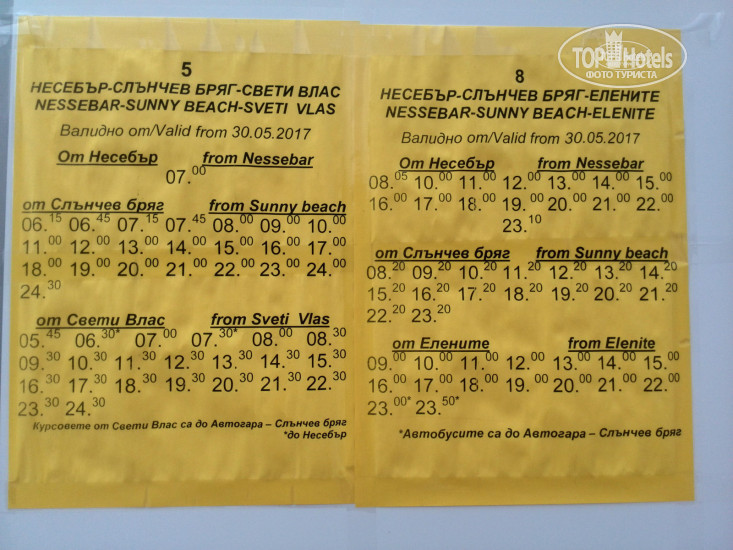 TOP Hotels
ФОТО ТУРИСТА
5
НЕСЕБЪР-СЛЪНЧЕВ БРЯГ-СВЕТИ ВЛАС
NESSEBAR-SUNNY BEACH-SVETI VLAS
Валидно от/Valid from 30.05.2017
От Несебър from Nessebar
07.00
от Слънчев бряг from Sunny beach
06.15 06.45 07.15 07.45 08.00 09.00 10.00
11.00 12.00 13.00 14.00 15.00 16.00 17.00
18.00 19.00 20.00 21.00 22.00 23.00 24.00
24.30
от Свети Влас from Sveti Vlas
05.45 06.30* 07.00 07.30* 08.00 08.30
09.30 10.30 11.30 12.30 13.30 14.30 15.30
16.30 17.30 18.30 19.30 20.30 21.30 22.30
23.30 24.30
Курсовете от Свети Влас са до Автогара – Слънчев бряг
*до Несебър
8
НЕСЕБЪР-СЛЪНЧЕВ БРЯГ-ЕЛЕНИТЕ
NESSEBAR-SUNNY BEACH-ELENITE
Валидно от/Valid from 30.05.2017
От Несебър from Nessebar
08.05 10.00 11.00 12.00 13.00 14.00 15.00
16.00 17.00 18.00 19.00 20.00 21.00 22.00
23.10
от Слънчев бряг from Sunny beach
08.20 09.20 10.20 11.20 12.20 13.20 14.20
15.20 16.20 17.20 18.20 19.20 20.20 21.20
22.20 23.20
от Елените from Elenite
09.00 10.00 11.00 12.00 13.00 14.00 15.00
16.00 17.00 18.00 19.00 20.00 21.00 22.00
23.00* 23.50*
*Автобусите са до Автогара – Слънчев бряг